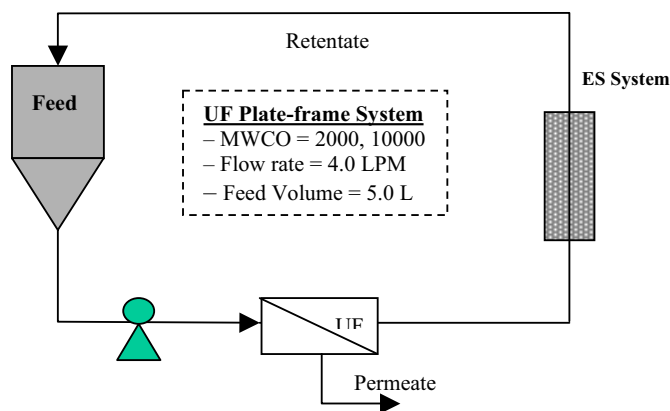 Retentate
ES System
Feed
UF Plate-frame System
– MWCO = 2000, 10000
– Flow rate = 4.0 LPM
– Feed Volume = 5.0 L
UF
Permeate